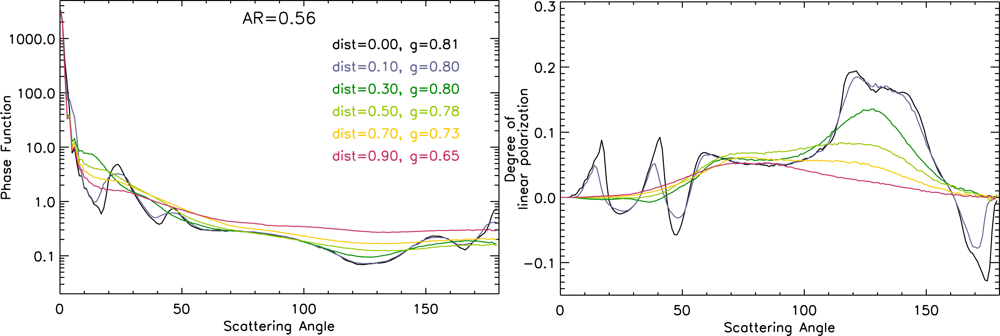 AR=0.56
dist=0.00, g=0.81
dist=0.10, g=0.80
dist=0.30, g=0.80
dist=0.50, g=0.78
dist=0.70, g=0.73
dist=0.90, g=0.65
Phase Function
1000.0
100.0
10.0
1.0
0.1
0 50 100 150
Scattering Angle
Degree of
linear polarization
0.3
0.2
0.1
0.0
−0.1
0 50 100 150
Scattering Angle